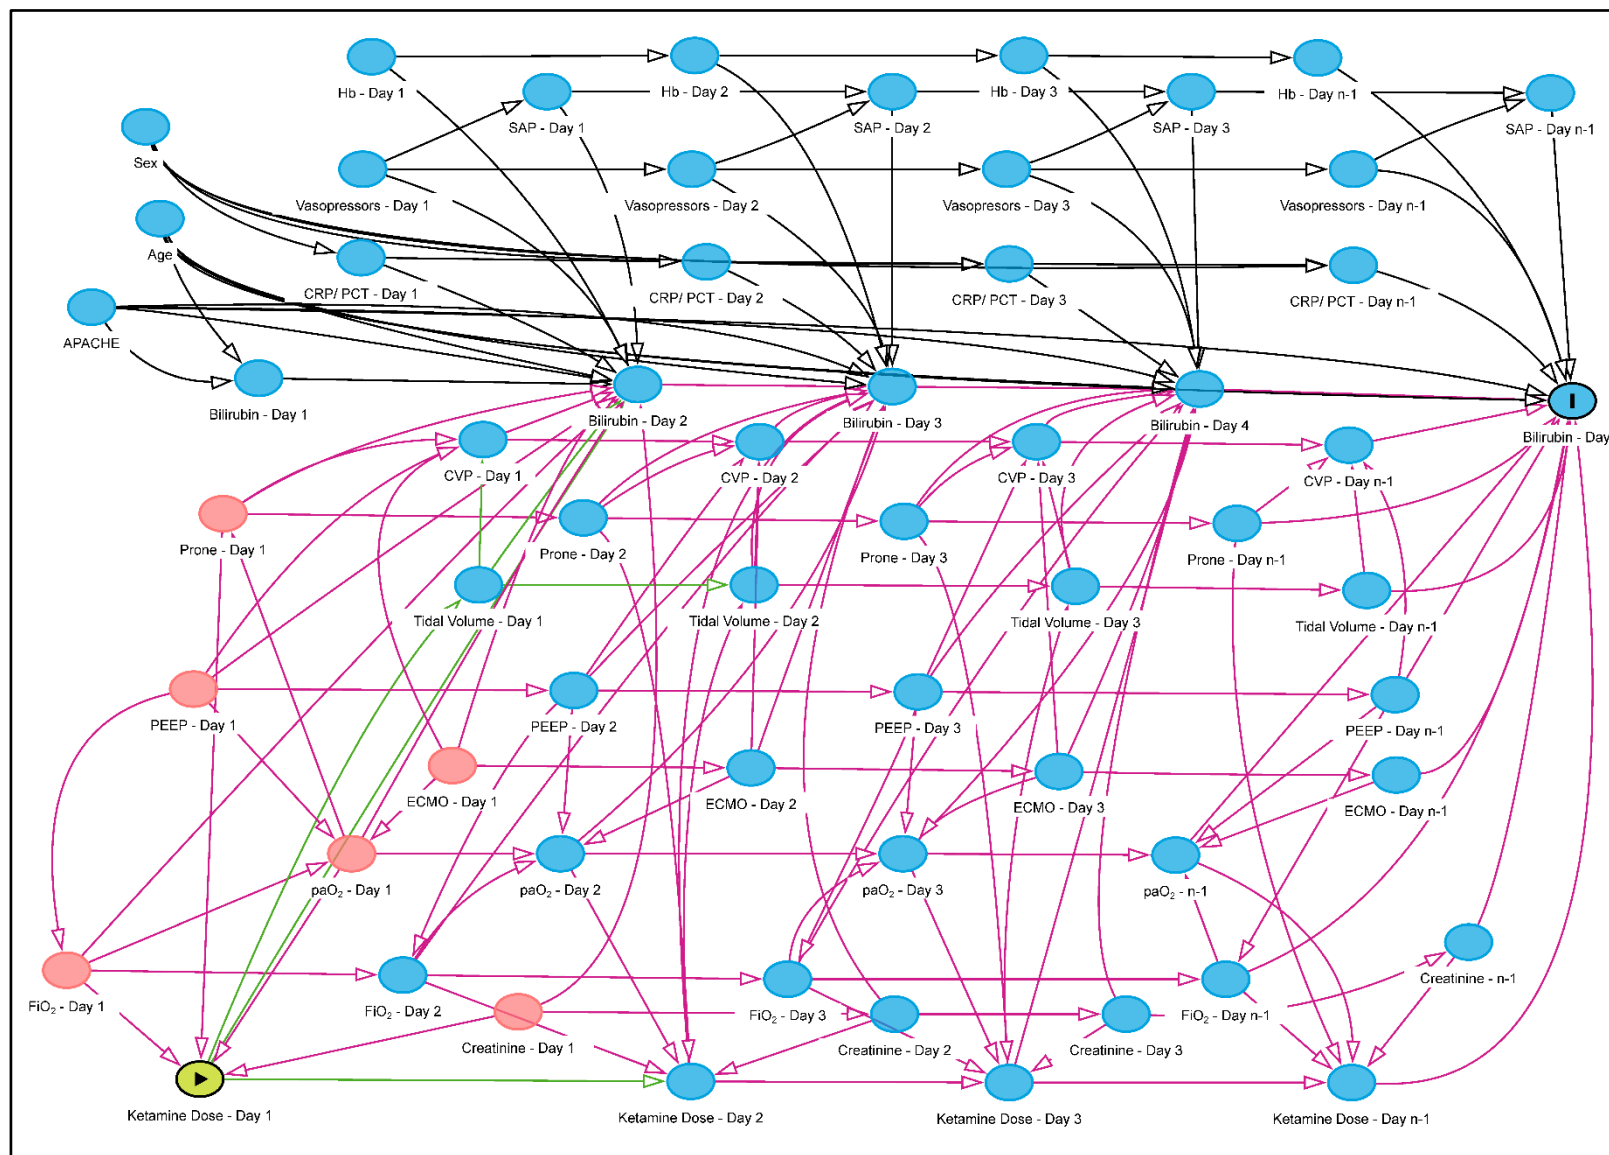 Hb - Day 1
Hb - Day 2
Hb - Day 3
Hb - Day n-1
SAP - Day 1
SAP - Day 2
SAP - Day 3
SAP - Day n-1
Sex
Vasopressors - Day 1
Vasopressors - Day 2
Vasopressors - Day 3
Vasopressors - Day n-1
Age
CRP/ PCT - Day 1
CRP/ PCT - Day 2
CRP/ PCT - Day 3
CRP/ PCT - Day n-1
APACHE
Bilirubin - Day 1
Bilirubin - Day 2
Bilirubin - Day 3
Bilirubin - Day 4
Bilirubin - Day
CVP - Day 1
CVP - Day 2
CVP - Day 3
CVP - Day n-1
Prone - Day 1
Prone - Day 2
Prone - Day 3
Prone - Day n-1
Tidal Volume - Day 1
Tidal Volume - Day 2
Tidal Volume - Day 3
Tidal Volume - Day n-1
PEEP - Day 1
PEEP - Day 2
PEEP - Day 3
PEEP - Day n-1
ECMO - Day 1
ECMO - Day 2
ECMO - Day 3
ECMO - Day n-1
paO₂ - Day 1
paO₂ - Day 2
paO₂ - Day 3
paO₂ - n-1
FiO₂ - Day 1
FiO₂ - Day 2
FiO₂ - Day 3
FiO₂ - Day n-1
Creatinine - Day 1
Creatinine - Day 2
Creatinine - Day 3
Creatinine - n-1
Ketamine Dose - Day 1
Ketamine Dose - Day 2
Ketamine Dose - Day 3
Ketamine Dose - Day n-1